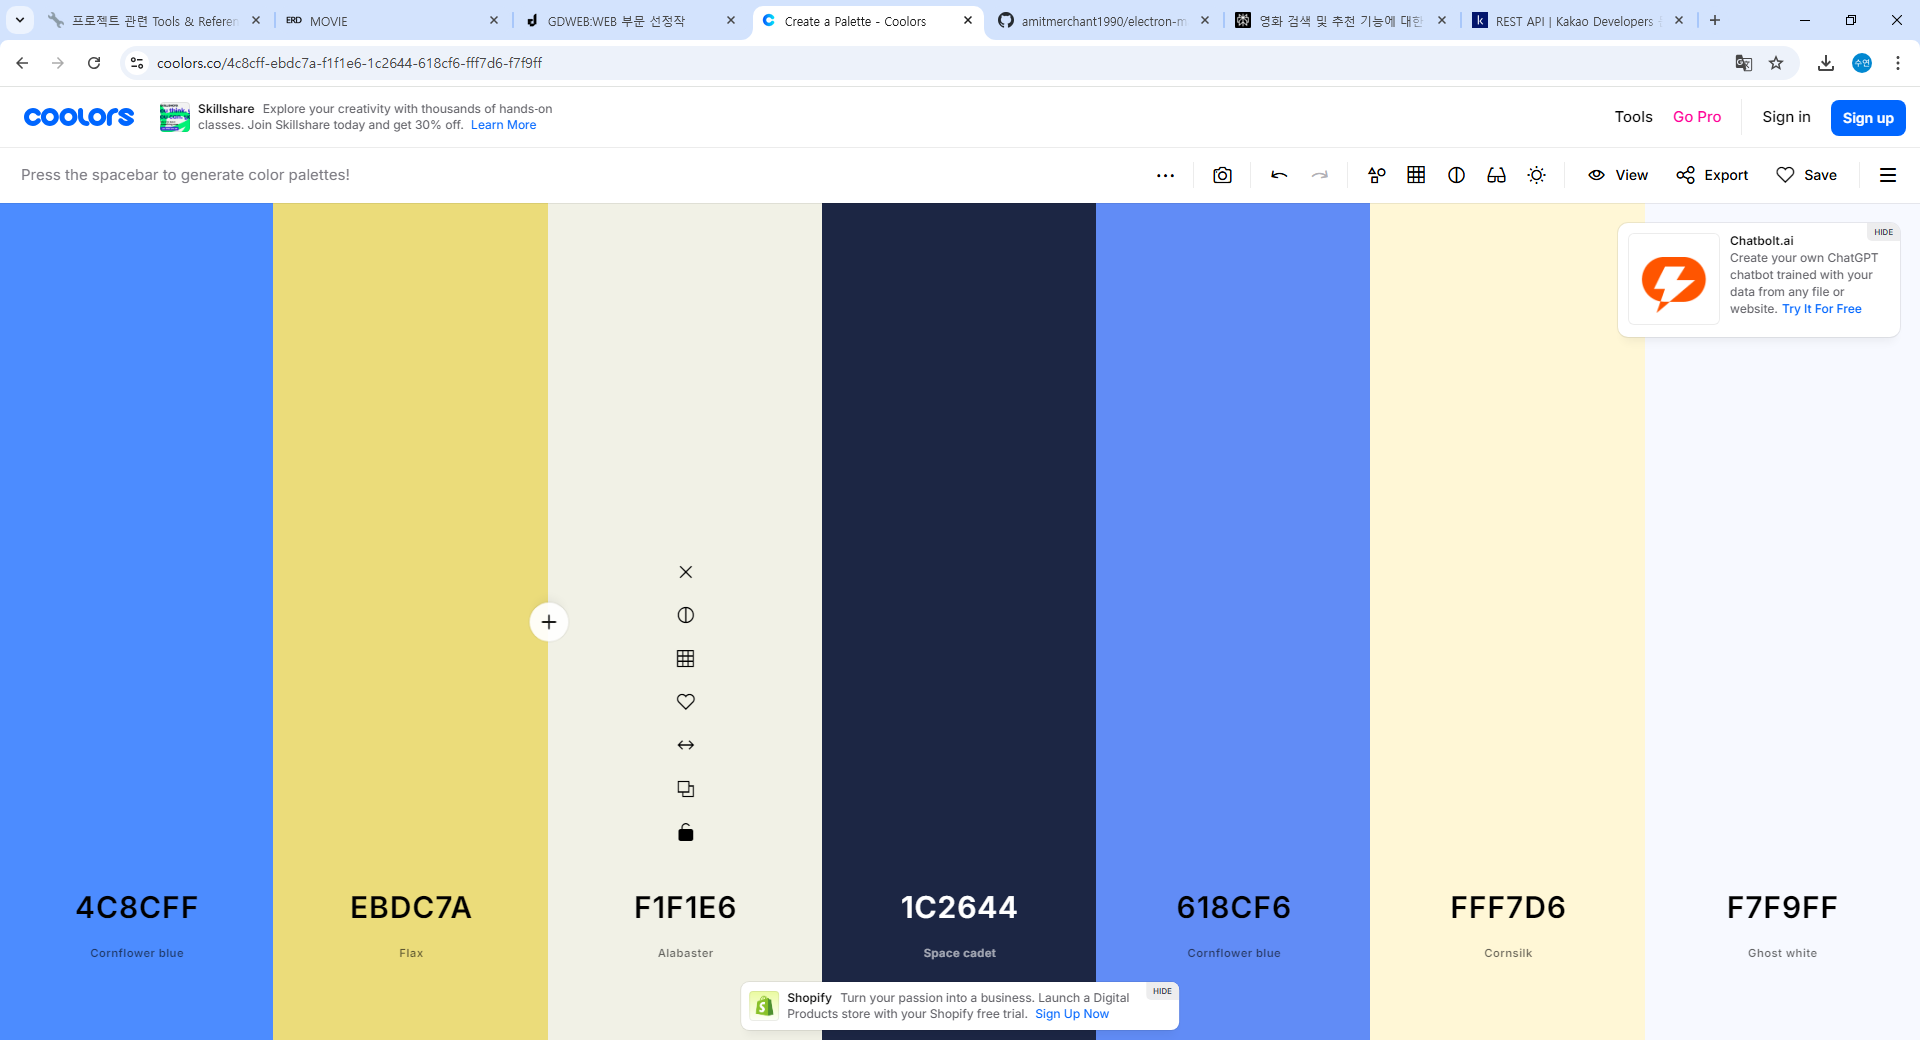 프로젝트 관련 Tools & Referen
ERD MOVIE
GDWEB:WEB 부문 선정작
Create a Palette - Coolors
amitmerchant1990/electron-m
영화 검색 및 추천 기능에 대한
REST API | Kakao Developers
coolors.co/4c8cff-ebdc7a-f1f1e6-1c2644-618cf6-fff7d6-f7f9ff
수연
coolors
Skillshare Explore your creativity with thousands of hands-on
classes. Join Skillshare today and get 30% off. Learn More
Tools
Go Pro
Sign in
Sign up
Press the spacebar to generate color palettes!
View
Export
Save
HIDE
Chatbolt.ai
Create your own ChatGPT
chatbot trained with your
data from any file or
website. Try It For Free
4C8CFF
EBDC7A
F1F1E6
1C2644
618CF6
FFF7D6
F7F9FF
Cornflower blue
Flax
Alabaster
Space cadet
Cornflower blue
Cornsilk
Ghost white
HIDE
Shopify Turn your passion into a business. Launch a Digital
Products store with your Shopify free trial. Sign Up Now